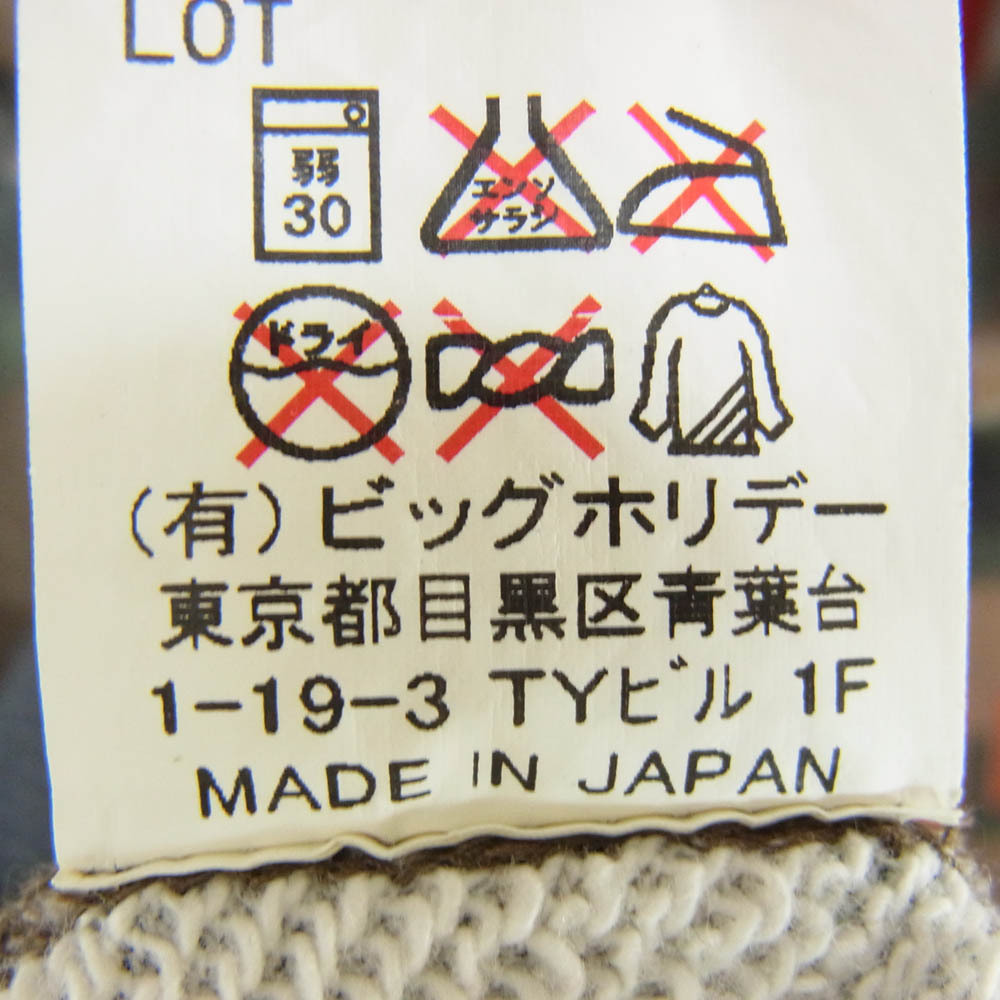 LOT
弱
30
エンソ
サラシ
ドライ
(有)ビッグホリデー
東京都目黒区青葉台
1-19-3 TYビル 1F
MADE IN JAPAN